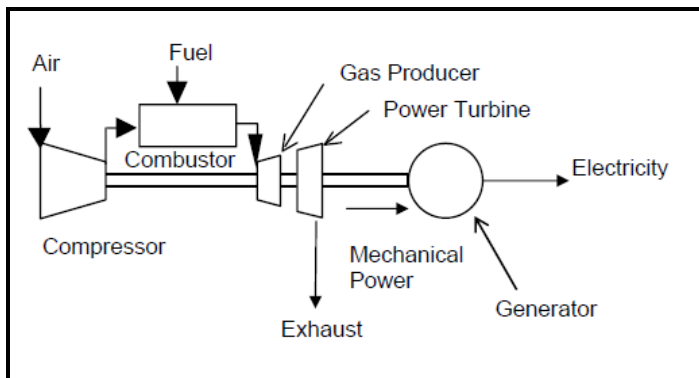 Fuel
Air
Gas Producer
Power Turbine
Combustor
Electricity
Compressor
Mechanical
Power
Generator
Exhaust